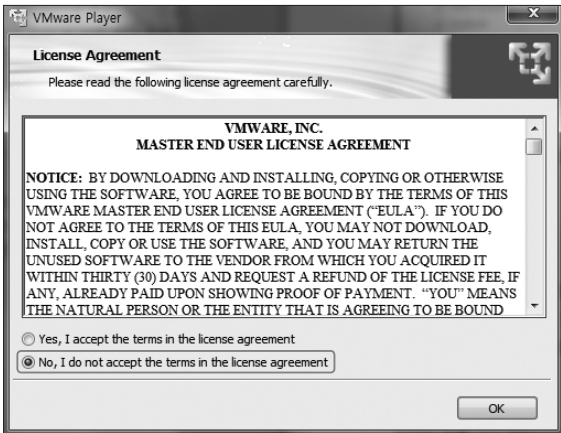 VMware Player
License Agreement
Please read the following license agreement carefully.
VMWARE, INC.
MASTER END USER LICENSE AGREEMENT
NOTICE: BY DOWNLOADING AND INSTALLING, COPYING OR OTHERWISE
USING THE SOFTWARE, YOU AGREE TO BE BOUND BY THE TERMS OF THIS
VMWARE MASTER END USER LICENSE AGREEMENT (“EULA”). IF YOU DO
NOT AGREE TO THE TERMS OF THIS EULA, YOU MAY NOT DOWNLOAD,
INSTALL, COPY OR USE THE SOFTWARE, AND YOU MAY RETURN THE
UNUSED SOFTWARE TO THE VENDOR FROM WHICH YOU ACQUIRED IT
WITHIN THIRTY (30) DAYS AND REQUEST A REFUND OF THE LICENSE FEE, IF
ANY, ALREADY PAID UPON SHOWING PROOF OF PAYMENT. “YOU” MEANS
THE NATURAL PERSON OR THE ENTITY THAT IS AGREEING TO BE BOUND
Yes, I accept the terms in the license agreement
No, I do not accept the terms in the license agreement
OK